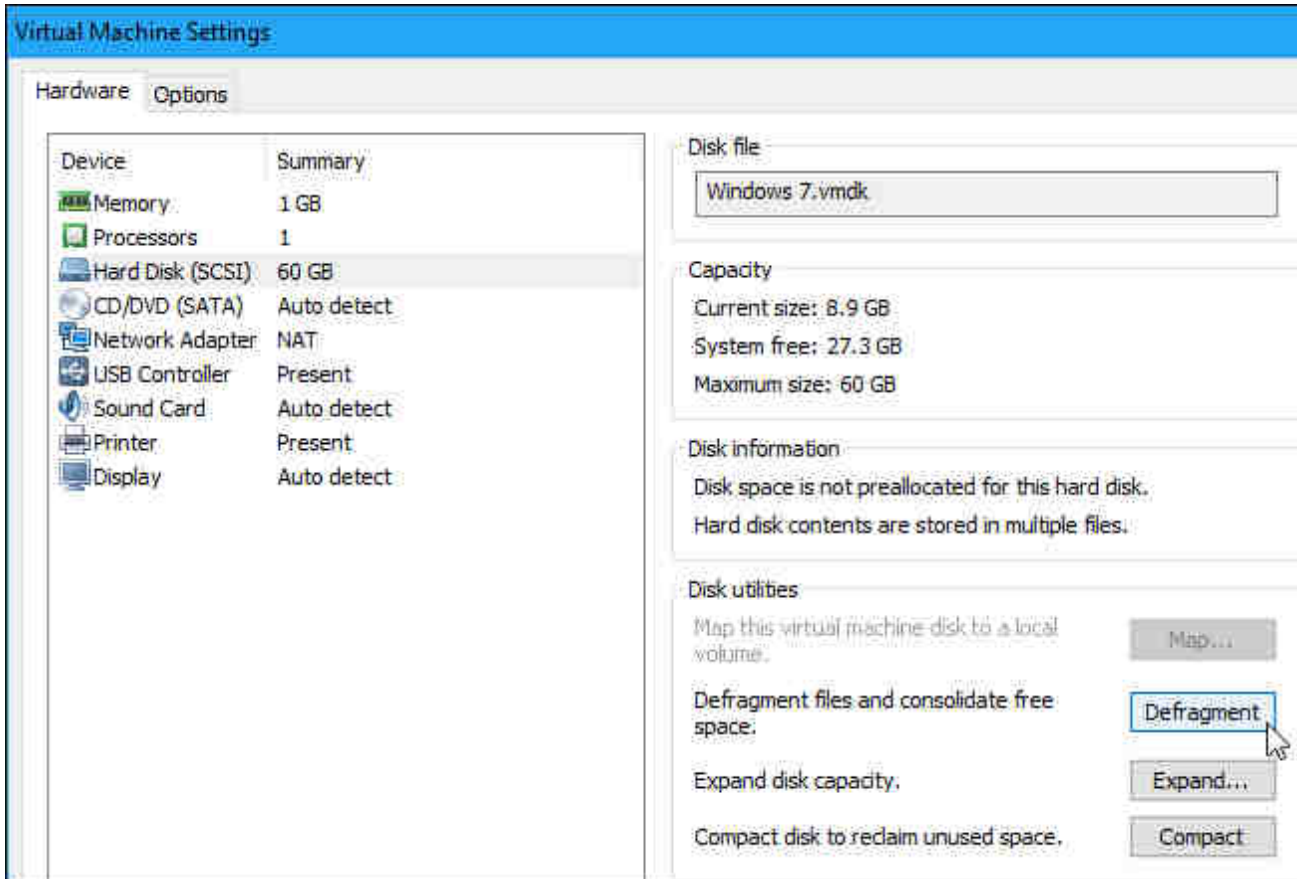 Virtual Machine Settings
Hardware Options
Device Summary
Memory 1 GB
Processors 1
Hard Disk (SCSI) 60 GB
CD/DVD (SATA) Auto detect
Network Adapter NAT
USB Controller Present
Sound Card Auto detect
Printer Present
Display Auto detect
Disk file
Windows 7.vmdk
Capacity
Current size: 8.9 GB
System free: 27.3 GB
Maximum size: 60 GB
Disk information
Disk space is not preallocated for this hard disk.
Hard disk contents are stored in multiple files.
Disk utilities
Map this virtual machine disk to a local
volume.
Map...
Defragment files and consolidate free
space.
Defragment
Expand disk capacity.
Expand...
Compact disk to reclaim unused space.
Compact